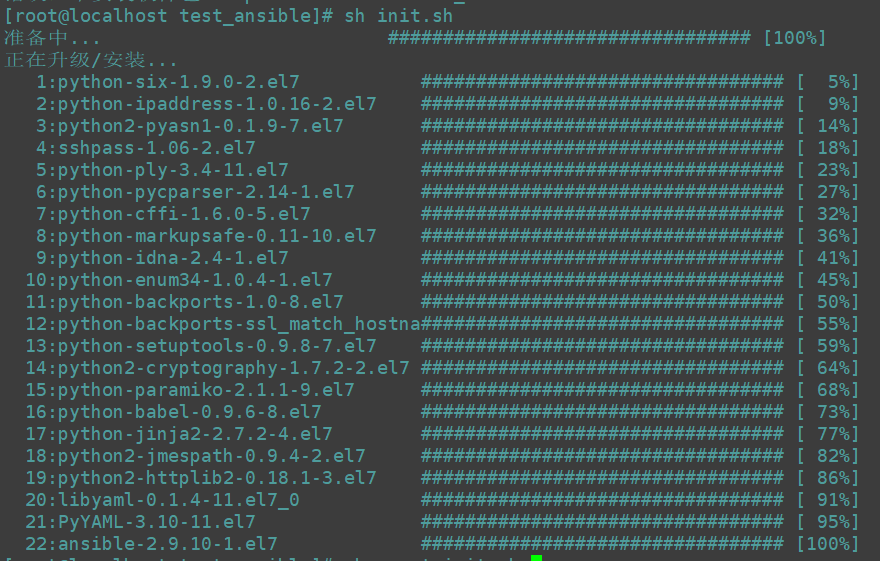 [root@localhost test_ansible]# sh init.sh
准备中... ################################# [100%]
正在升级/安装...
1:python-six-1.9.0-2.el7 ################################# [ 5%]
2:python-ipaddress-1.0.16-2.el7 ################################# [ 9%]
3:python2-pyasn1-0.1.9-7.el7 ################################# [ 14%]
4:sshpass-1.06-2.el7 ################################# [ 18%]
5:python-ply-3.4-11.el7 ################################# [ 23%]
6:python-pycparser-2.14-1.el7 ################################# [ 27%]
7:python-cffi-1.6.0-5.el7 ################################# [ 32%]
8:python-markupsafe-0.11-10.el7 ################################# [ 36%]
9:python-idna-2.4-1.el7 ################################# [ 41%]
10:python-enum34-1.0.4-1.el7 ################################# [ 45%]
11:python-backports-1.0-8.el7 ################################# [ 50%]
12:python-backports-ssl_match_hostna################################# [ 55%]
13:python-setuptools-0.9.8-7.el7 ################################# [ 59%]
14:python2-cryptography-1.7.2-2.el7 ################################# [ 64%]
15:python-paramiko-2.1.1-9.el7 ################################# [ 68%]
16:python-babel-0.9.6-8.el7 ################################# [ 73%]
17:python-jinja2-2.7.2-4.el7 ################################# [ 77%]
18:python2-jmespath-0.9.4-2.el7 ################################# [ 82%]
19:python2-httplib2-0.18.1-3.el7 ################################# [ 86%]
20:libyaml-0.1.4-11.el7_0 ################################# [ 91%]
21:PyYAML-3.10-11.el7 ################################# [ 95%]
22:ansible-2.9.10-1.el7 ################################# [100%]